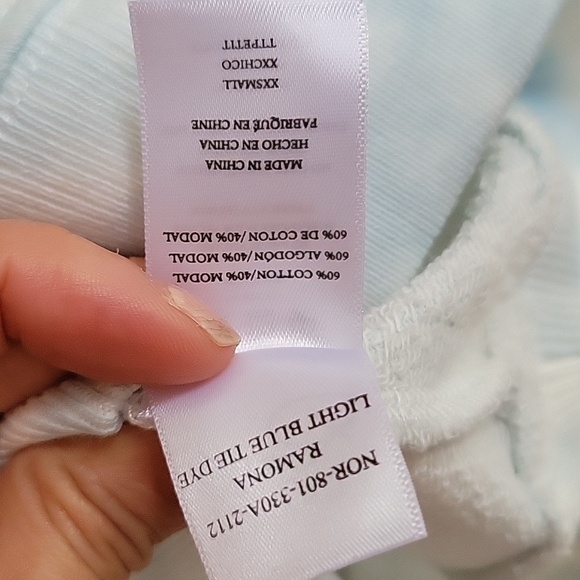 NOR-801-330A-2112
RAMONA
LIGHT BLUE TIE DYE
60% COTTON/40% MODAL
60% ALGODÓN/40% MODAL
60% DE COTON/40% MODAL
MADE IN CHINA
HECHO EN CHINA
FABRIQUÉ EN CHINE
XXSMALL
XXCHICO
TTPETIT